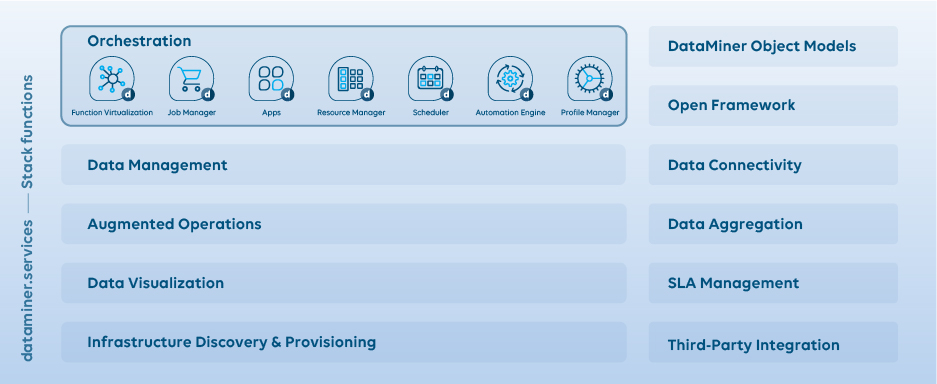 dataminer.services — Stack functions
Orchestration
d d d d d d d
Function Virtualization Job Manager Apps Resource Manager Scheduler Automation Engine Profile Manager
Data Management
Augmented Operations
Data Visualization
Infrastructure Discovery & Provisioning
DataMiner Object Models
Open Framework
Data Connectivity
Data Aggregation
SLA Management
Third-Party Integration